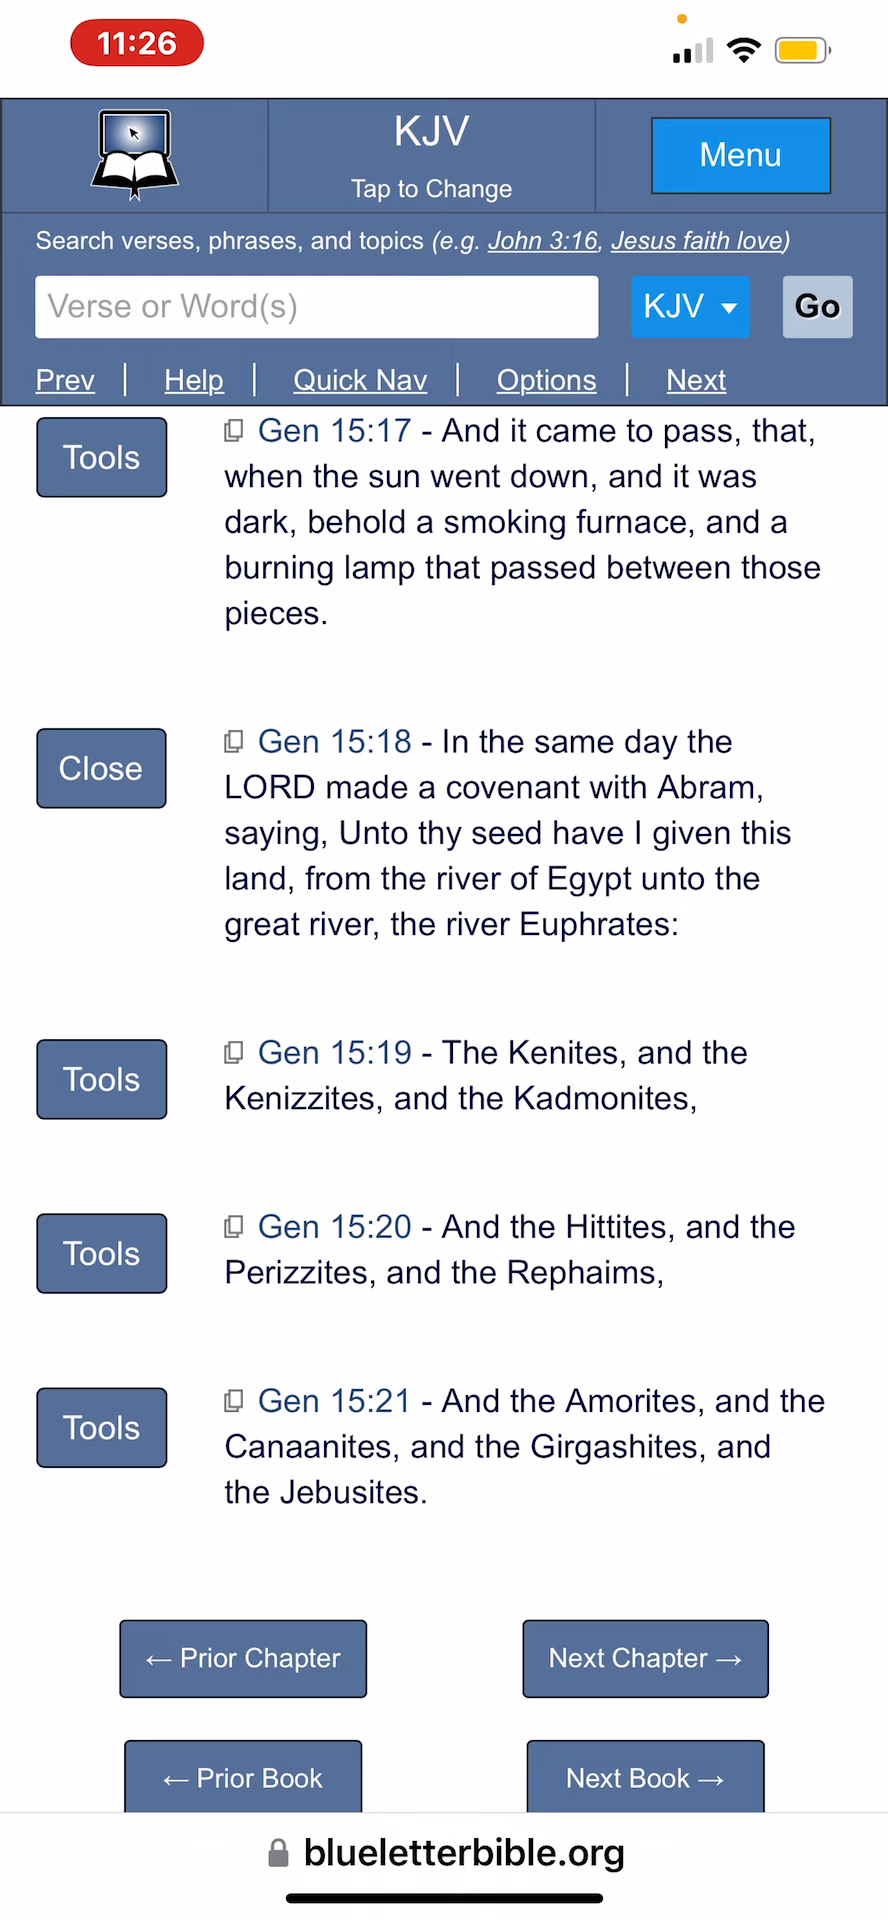 11:26
KJV
Tap to Change
Menu
Search verses, phrases, and topics (e.g. John 3:16, Jesus faith love)
Verse or Word(s)
KJV
Go
Prev | Help | Quick Nav | Options | Next
Tools
Gen 15:17 - And it came to pass, that,
when the sun went down, and it was
dark, behold a smoking furnace, and a
burning lamp that passed between those
pieces.
Close
Gen 15:18 - In the same day the
LORD made a covenant with Abram,
saying, Unto thy seed have I given this
land, from the river of Egypt unto the
great river, the river Euphrates:
Tools
Gen 15:19 - The Kenites, and the
Kenizzites, and the Kadmonites,
Tools
Gen 15:20 - And the Hittites, and the
Perizzites, and the Rephaims,
Tools
Gen 15:21 - And the Amorites, and the
Canaanites, and the Girgashites, and
the Jebusites.
← Prior Chapter
Next Chapter →
← Prior Book
Next Book →
blueletterbible.org